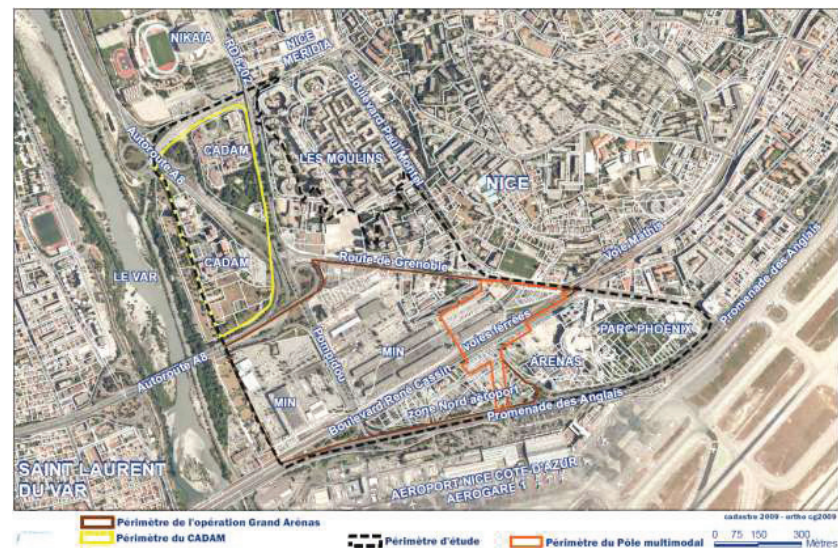 NIKAIA
RD 6202
NICE
MERIDIA
Boulevard Paul Montel
Autoroute A8
CADAM
LES MOULINS
NICE
Voie Mathis
LE VAR
CADAM
Route de Grenoble
Promenade des Anglais
Pompidou
MIN
Voies ferrées
PARC PHOENIX
ARENAS
Autoroute A8
MIN
Boulevard René Cassin
zone Nord aéroport
Promenade des Anglais
SAINT LAURENT
DU VAR
AEROPORT NICE COTE-D'AZUR
AEROGARE 1
cadastre 2009 - ortho cg2009
Périmètre de l'opération Grand Arénas
Périmètre du CADAM
Périmètre d'étude
Périmètre du Pôle multimodal
0 75 150 300
Mètres